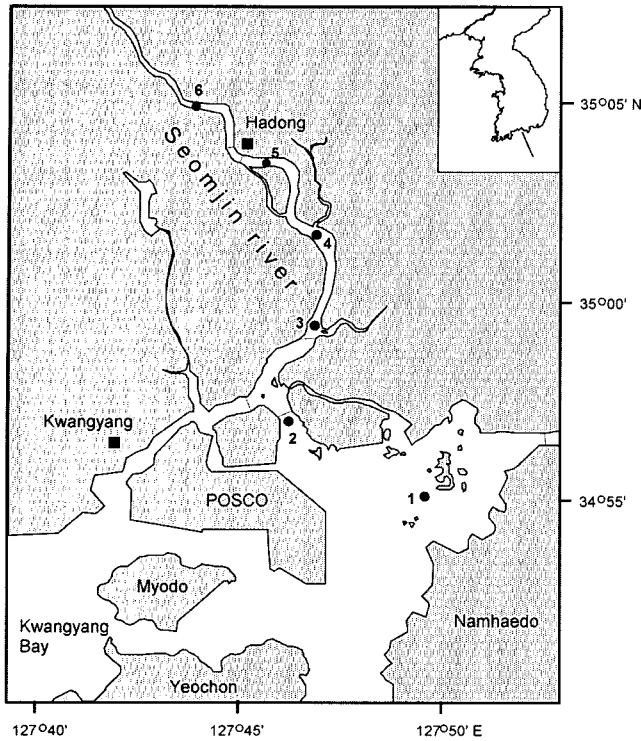 6
Hadong
35°05' N
5
Seomjin river
4
35°00'
3
Kwangyang
2
POSCO
1
34°55'
Myodo
Kwangyang
Bay
Namhaedo
Yeochon
127°40'
127°45'
127°50' E